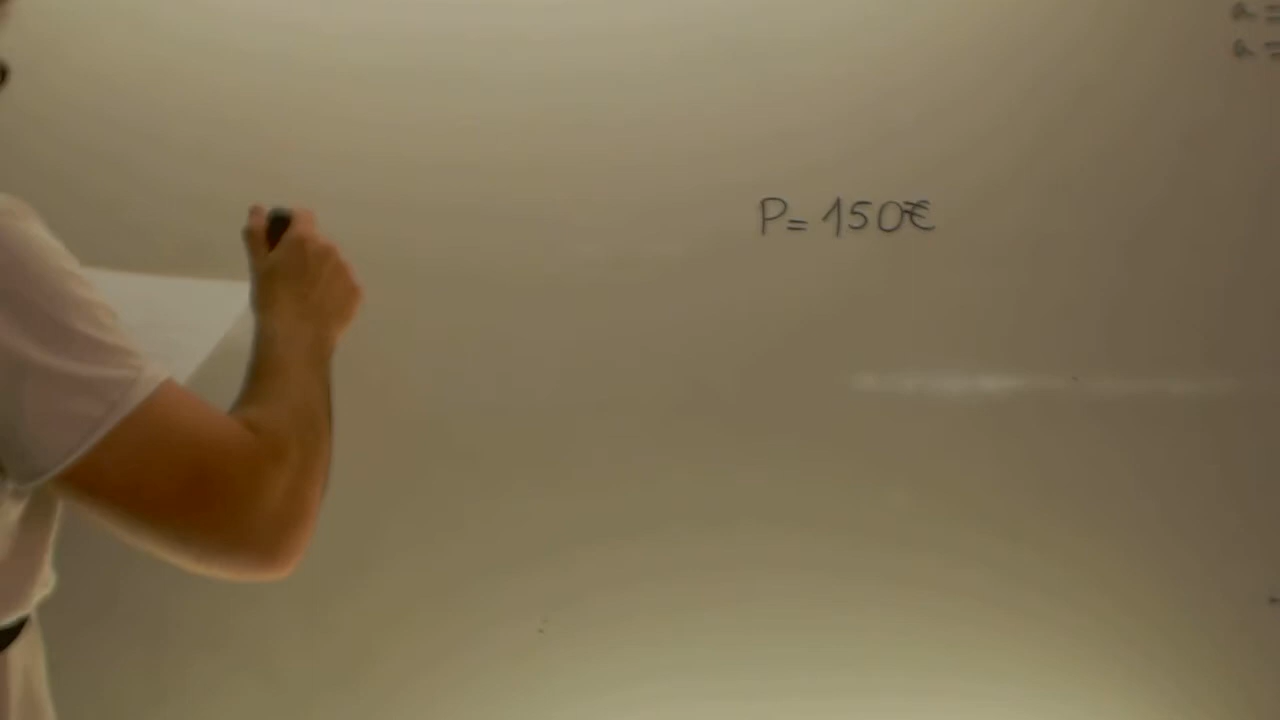 a =
a =
P= 150€